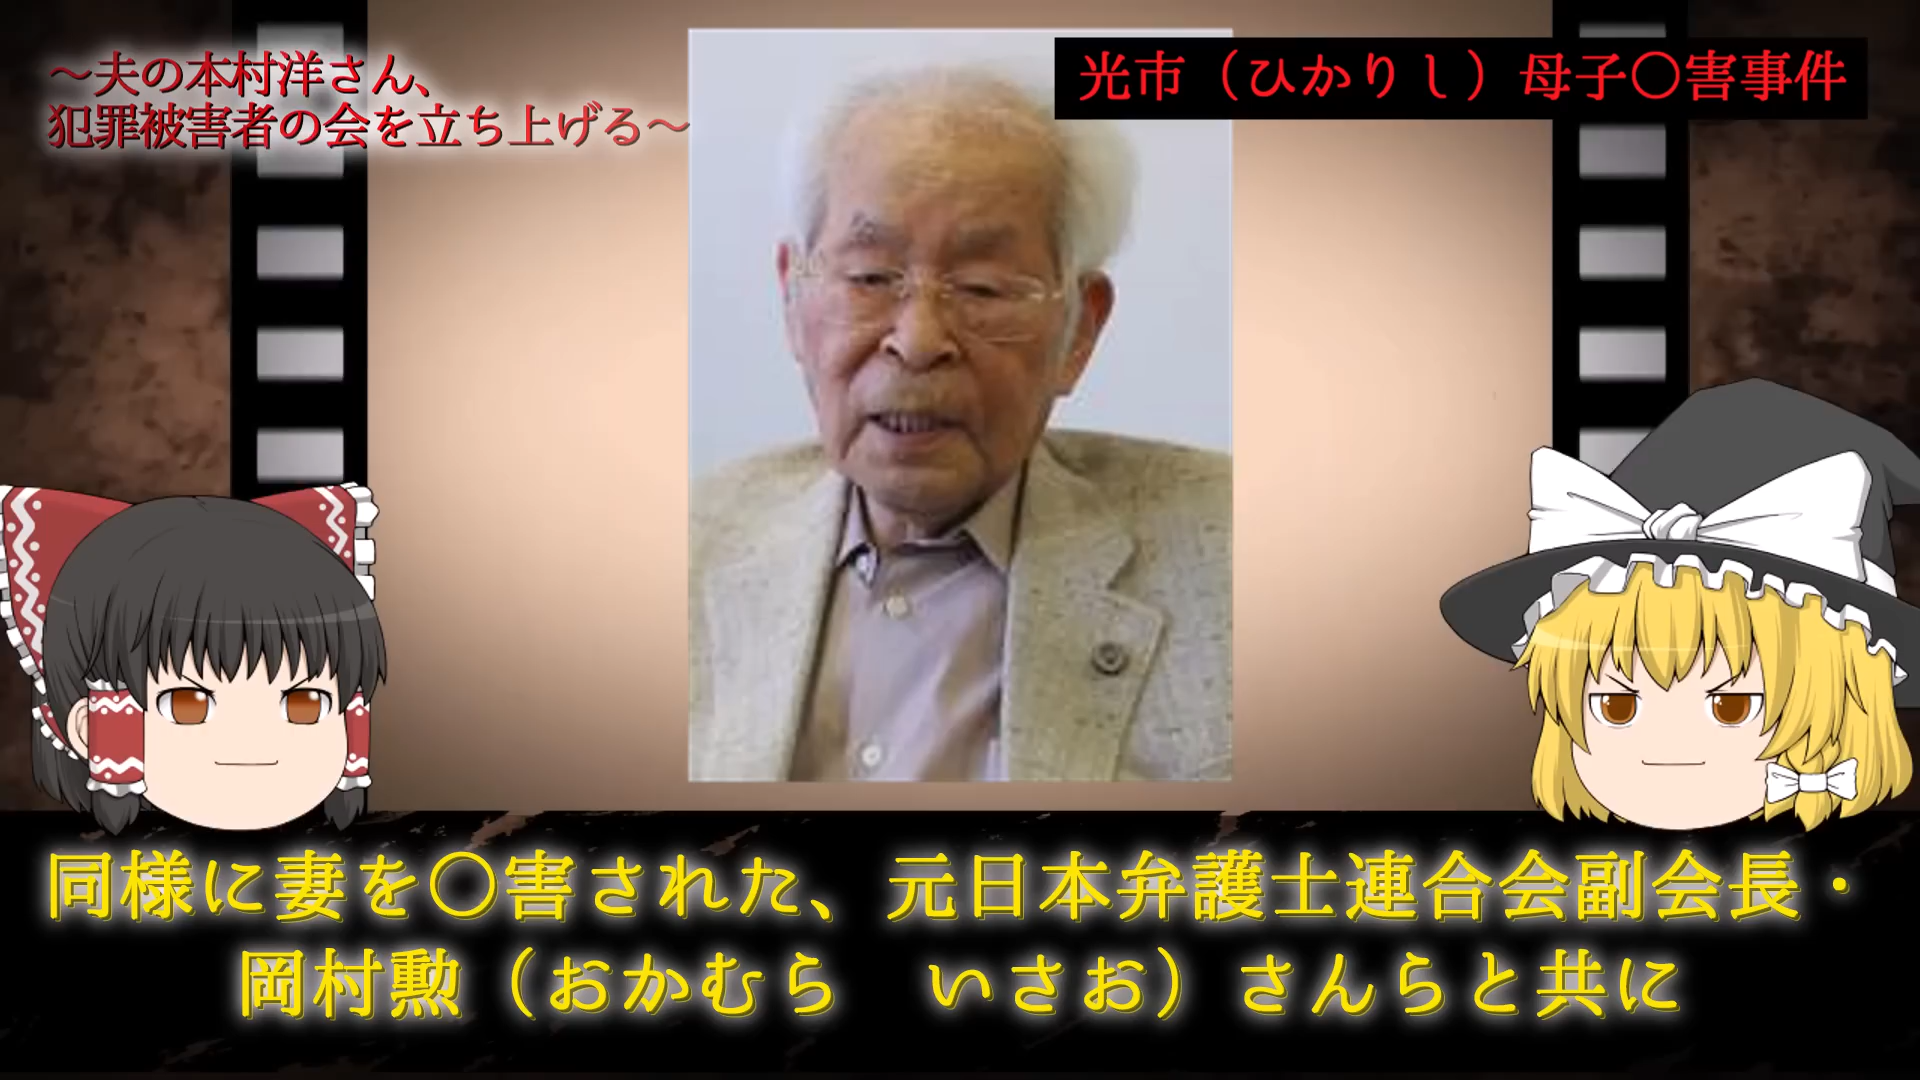 ～夫の本村洋さん、
犯罪被害者の会を立ち上げる～
光市（ひかりし）母子〇害事件
同様に妻を〇害された、元日本弁護士連合会副会長・
岡村勲（おかむら　いさお）さんらと共に